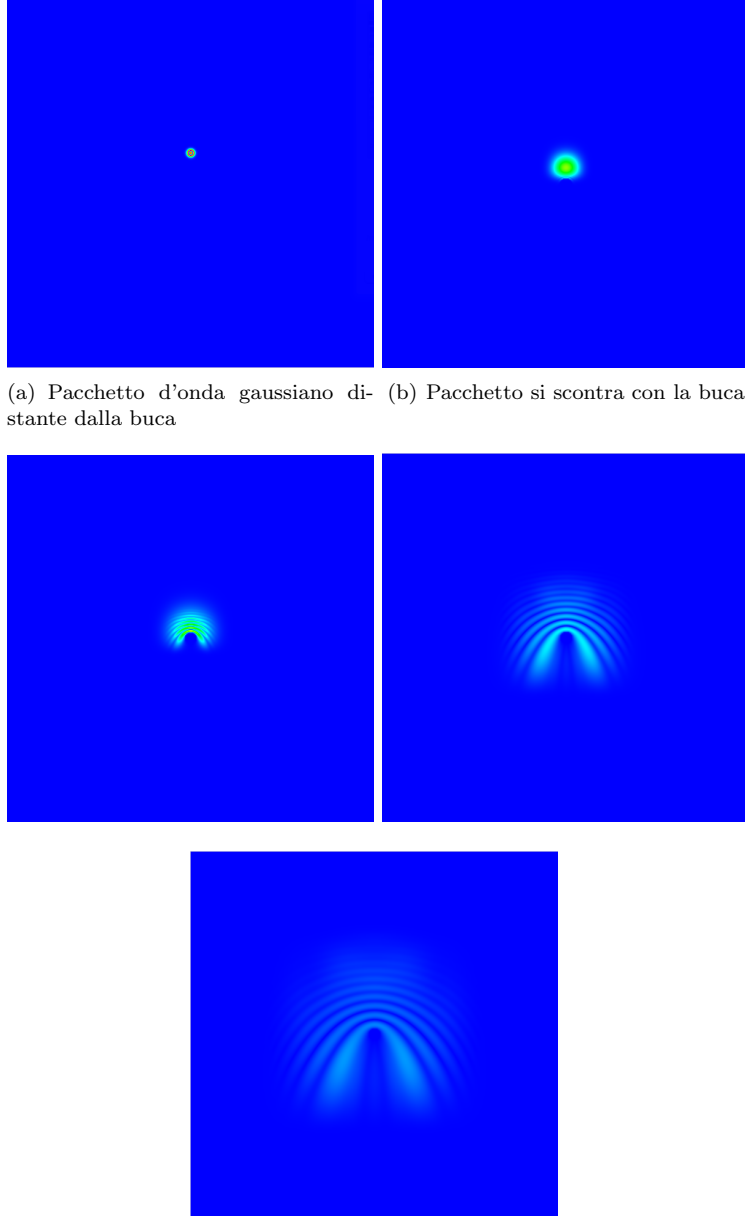 (a) Pacchetto d'onda gaussiano di-
stante dalla buca
(b) Pacchetto si scontra con la buca